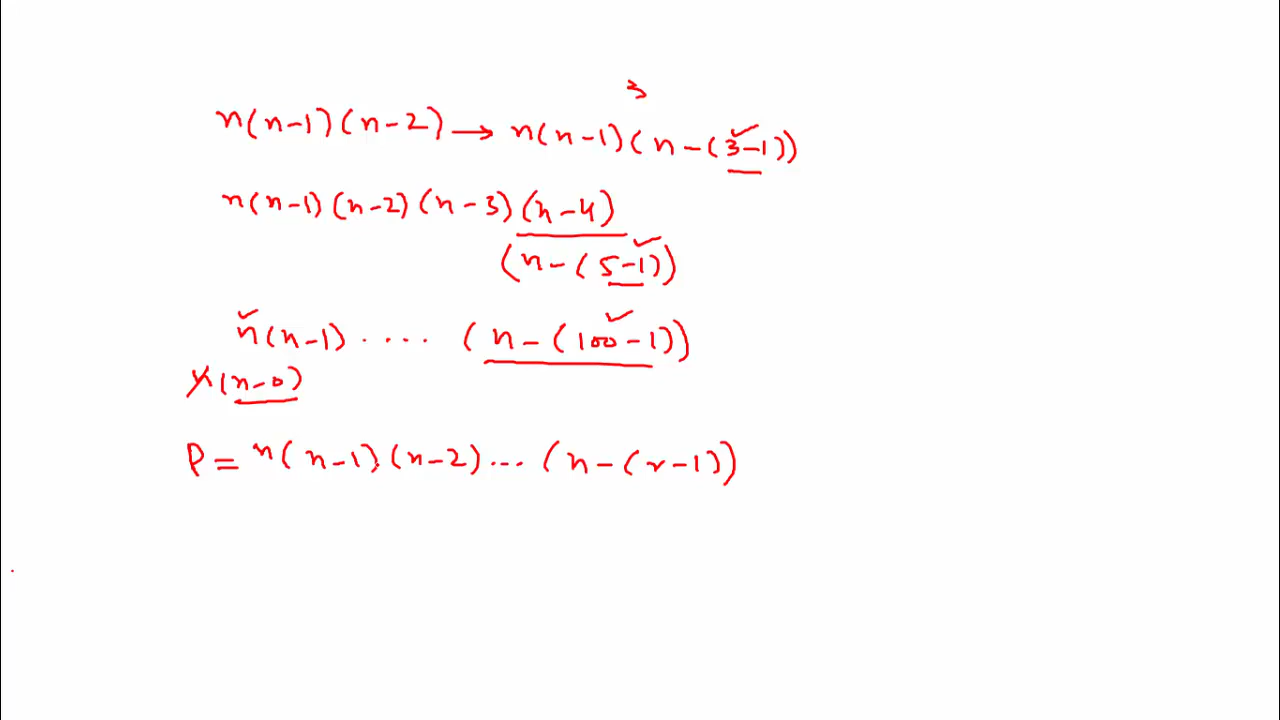 3
n(n-1)(n-2) → n(n-1)(n-(3-1))
n(n-1)(n-2)(n-3)(n-4)
(n-(5-1))
n(n-1) .... (n-(100-1))
(n-0)
P = n(n-1)(n-2)...(n-(r-1))